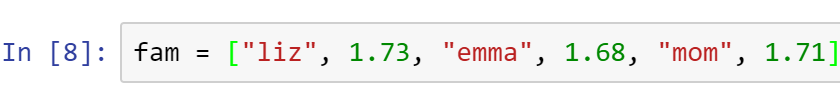 In [8]: fam = ["liz", 1.73, "emma", 1.68, "mom", 1.71]